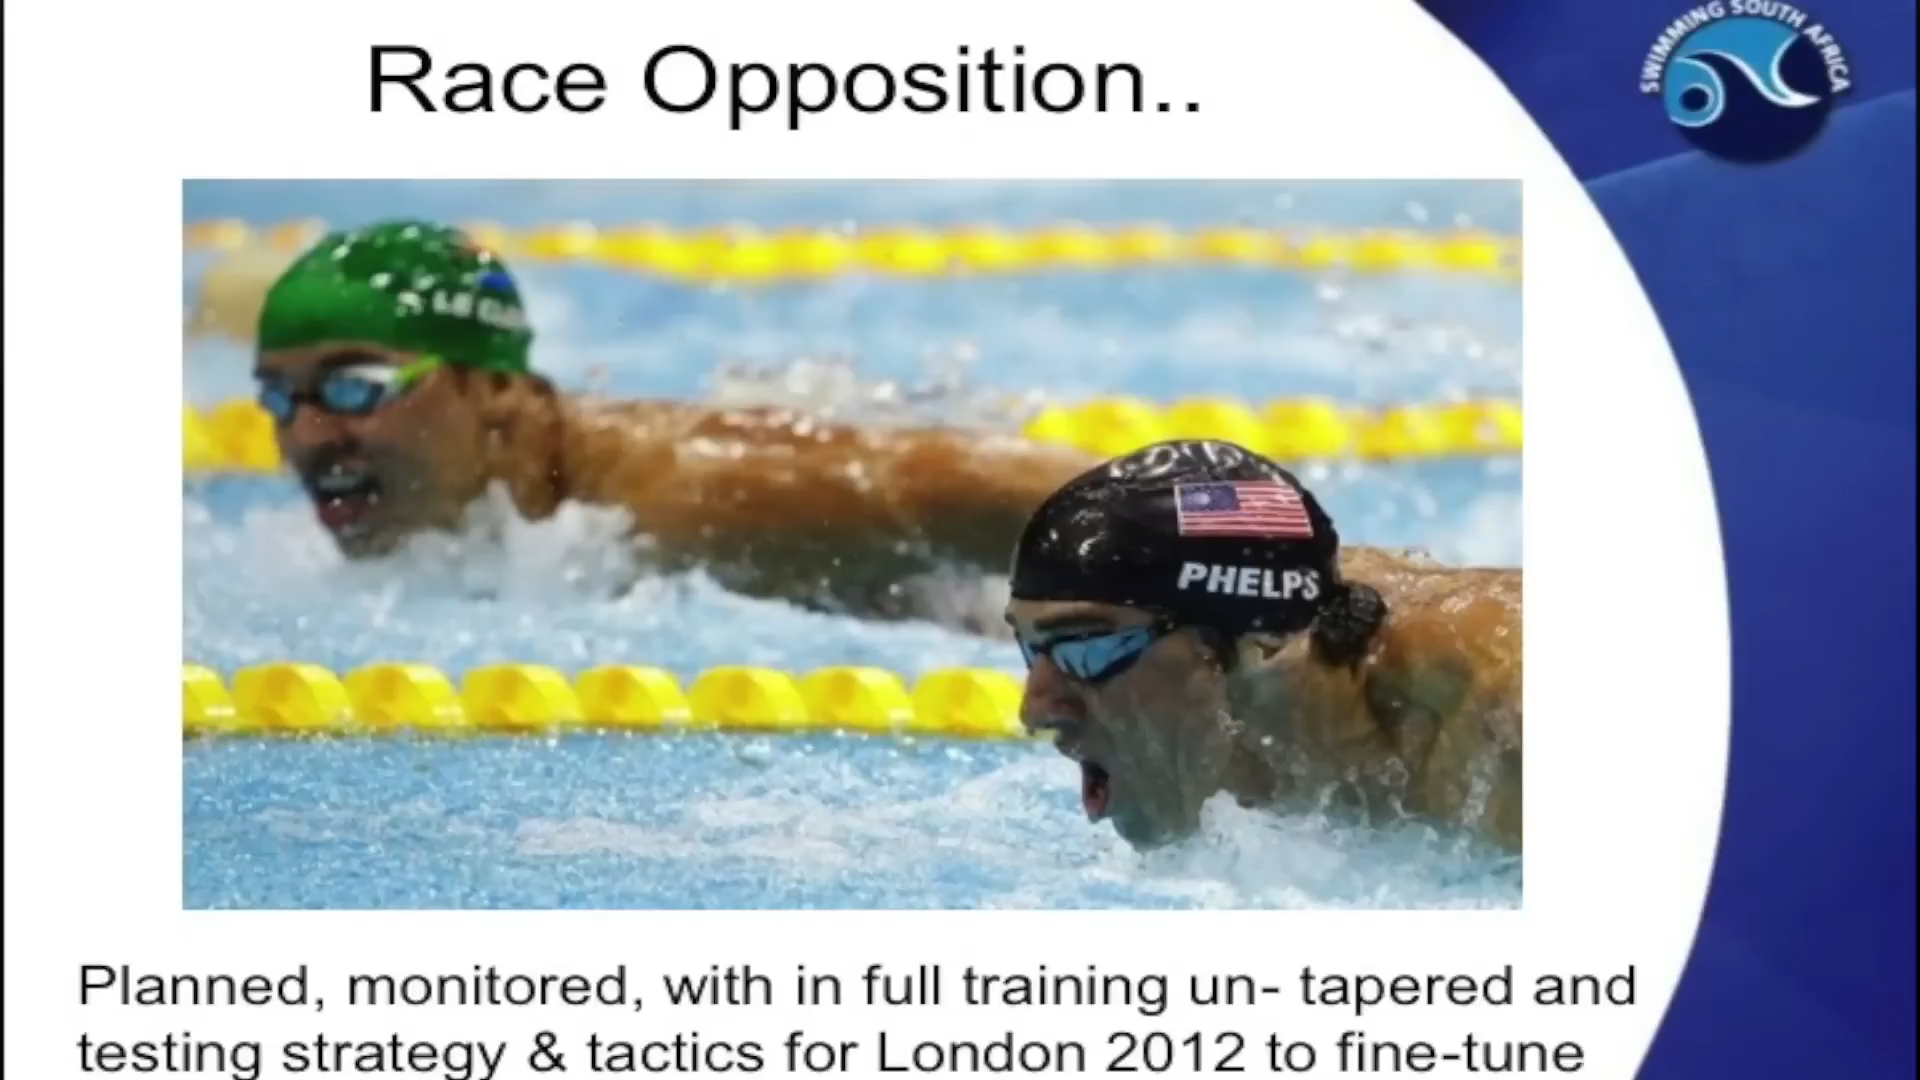 SWIMMING SOUTH AFRICA
Race Opposition..
LE
PHELPS
Planned, monitored, with in full training un- tapered and
testing strategy & tactics for London 2012 to fine-tune